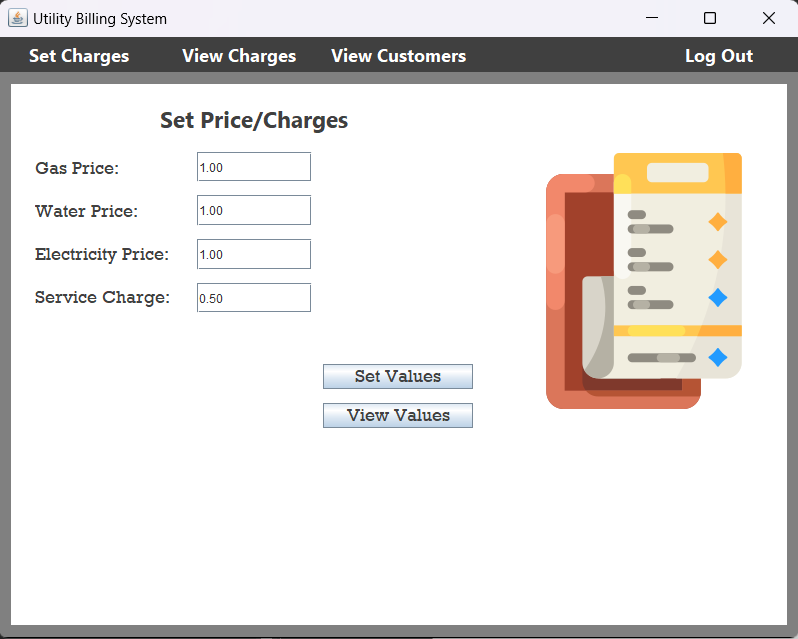 Utility Billing System
Set Charges View Charges View Customers Log Out
Set Price/Charges
Gas Price: 1.00
Water Price: 1.00
Electricity Price: 1.00
Service Charge: 0.50
Set Values
View Values